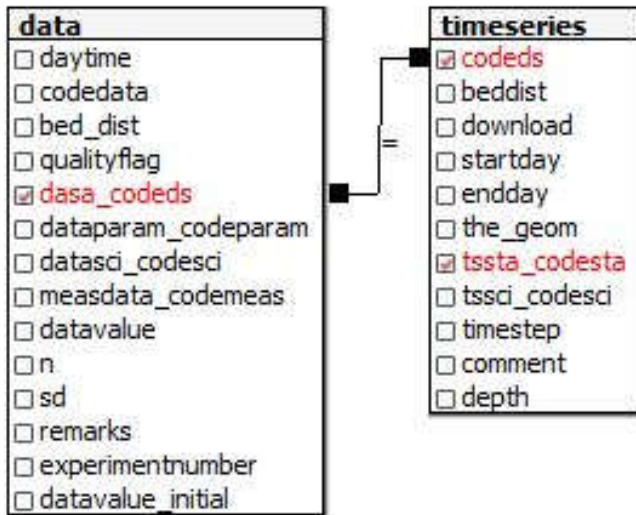 data
daytime
codedata
bed_dist
qualityflag
dasa_codeds
dataparam_codeparam
datasci_codesci
measdata_codemeas
datavalue
n
sd
remarks
experimentnumber
datavalue_initial
=
timeseries
codeds
beddist
download
startday
endday
the_geom
tssta_codesta
tssci_codesci
timestep
comment
depth